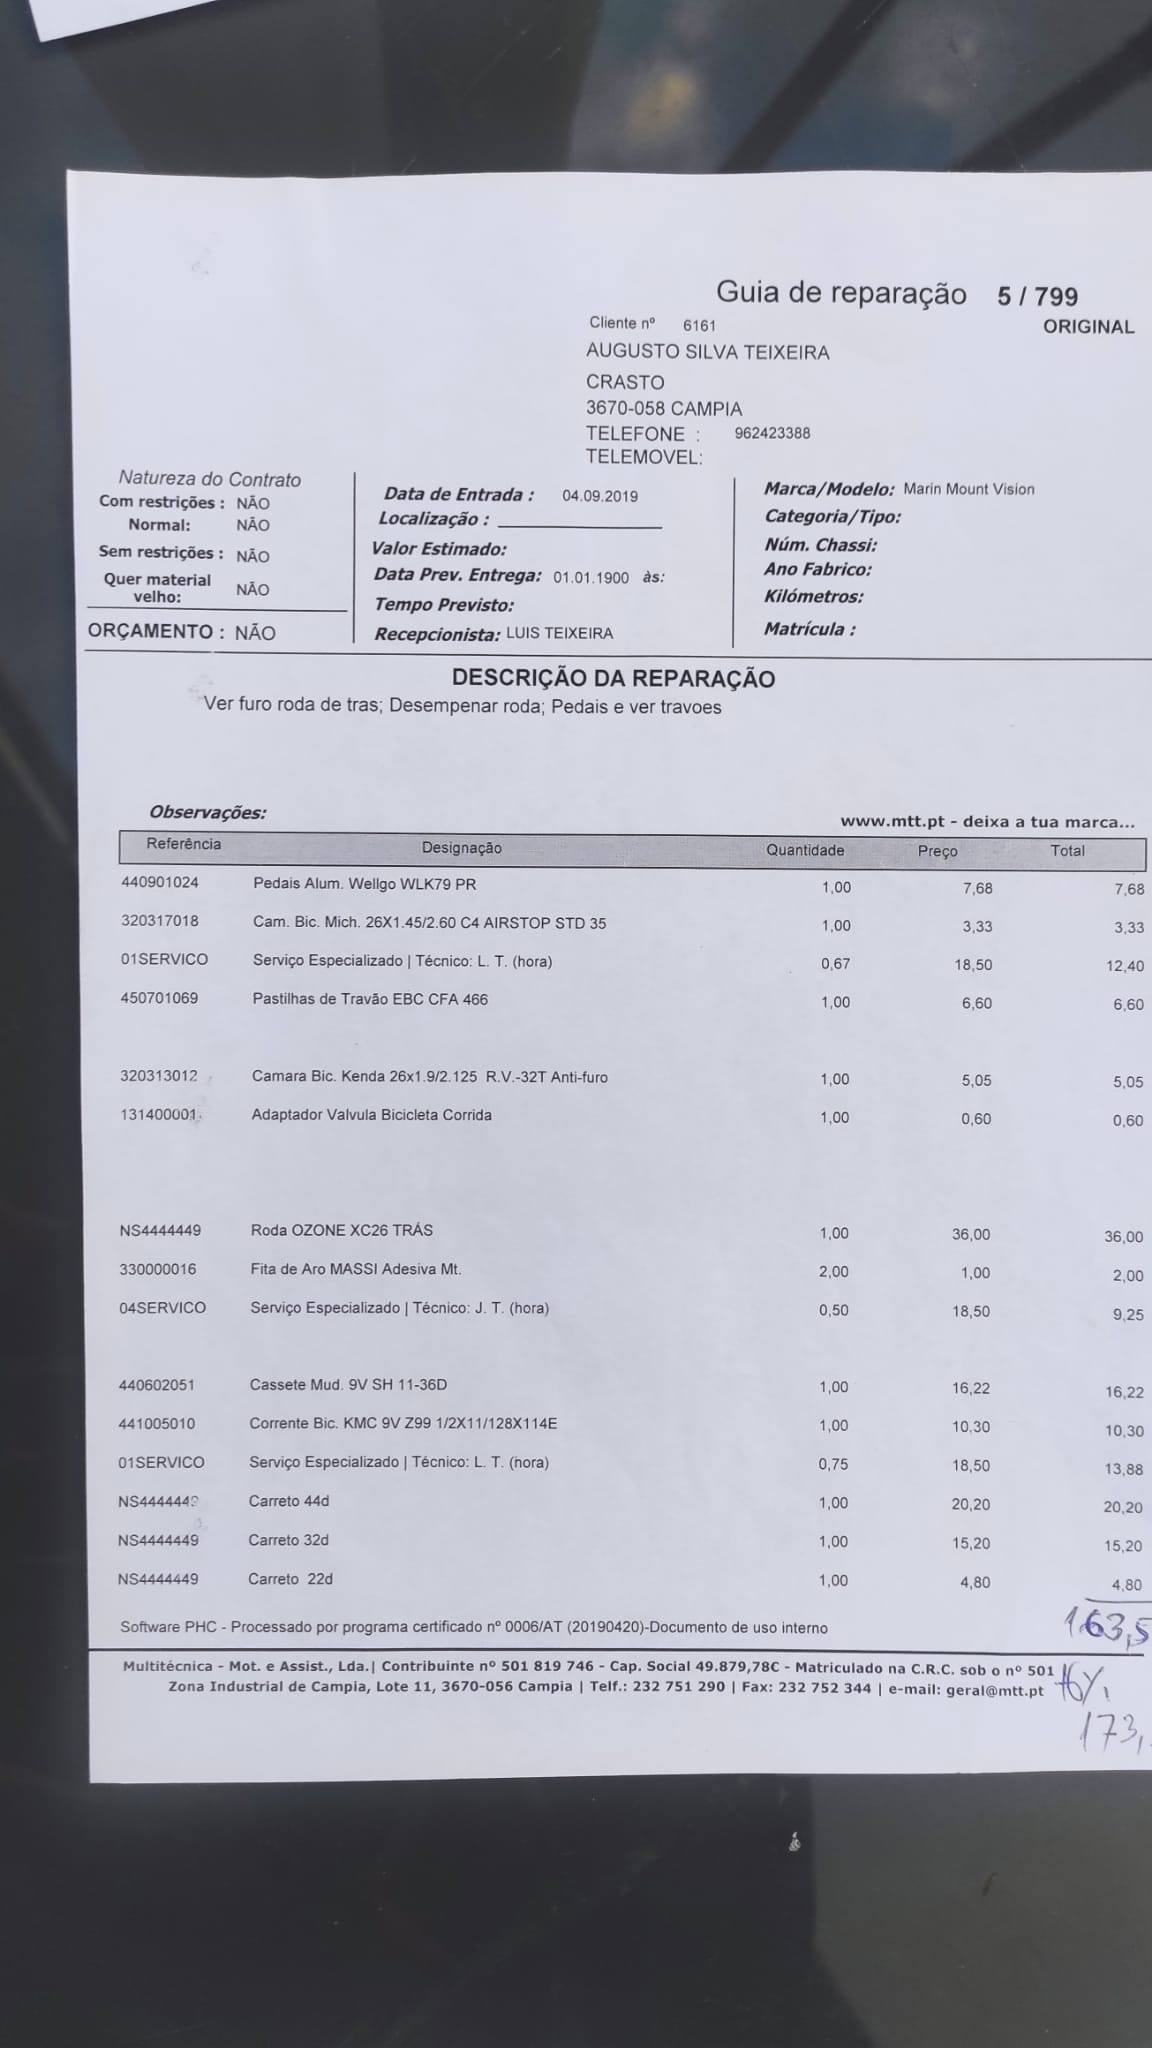 Guia de reparação 5 / 799
Cliente nº 6161
ORIGINAL
AUGUSTO SILVA TEIXEIRA
CRASTO
3670-058 CAMPIA
TELEFONE : 962423388
TELEMOVEL:
Natureza do Contrato
Com restrições : NÃO
Normal: NÃO
Sem restrições : NÃO
Quer material velho: NÃO
ORÇAMENTO : NÃO
Data de Entrada : 04.09.2019
Localização :
Valor Estimado:
Data Prev. Entrega: 01.01.1900 às:
Tempo Previsto:
Recepcionista: LUIS TEIXEIRA
Marca/Modelo: Marin Mount Vision
Categoria/Tipo:
Núm. Chassi:
Ano Fabrico:
Kilómetros:
Matrícula :
DESCRIÇÃO DA REPARAÇÃO
Ver furo roda de tras; Desempenar roda; Pedais e ver travoes
Observações:
www.mtt.pt - deixa a tua marca...
Referência Designação Quantidade Preço Total
440901024 Pedais Alum. Wellgo WLK79 PR 1,00 7,68 7,68
320317018 Cam. Bic. Mich. 26X1.45/2.60 C4 AIRSTOP STD 35 1,00 3,33 3,33
01SERVICO Serviço Especializado | Técnico: L. T. (hora) 0,67 18,50 12,40
450701069 Pastilhas de Travão EBC CFA 466 1,00 6,60 6,60
320313012 Camara Bic. Kenda 26x1.9/2.125 R.V.-32T Anti-furo 1,00 5,05 5,05
131400001 Adaptador Valvula Bicicleta Corrida 1,00 0,60 0,60
NS4444449 Roda OZONE XC26 TRÁS 1,00 36,00 36,00
330000016 Fita de Aro MASSI Adesiva Mt. 2,00 1,00 2,00
04SERVICO Serviço Especializado | Técnico: J. T. (hora) 0,50 18,50 9,25
440602051 Cassete Mud. 9V SH 11-36D 1,00 16,22 16,22
441005010 Corrente Bic. KMC 9V Z99 1/2X11/128X114E 1,00 10,30 10,30
01SERVICO Serviço Especializado | Técnico: L. T. (hora) 0,75 18,50 13,88
NS4444449 Carreto 44d 1,00 20,20 20,20
NS4444449 Carreto 32d 1,00 15,20 15,20
NS4444449 Carreto 22d 1,00 4,80 4,80
163,5
Software PHC - Processado por programa certificado nº 0006/AT (20190420)-Documento de uso interno
Multitécnica - Mot. e Assist., Lda.| Contribuinte nº 501 819 746 - Cap. Social 49.879,78€ - Matriculado na C.R.C. sob o nº 501
Zona Industrial de Campia, Lote 11, 3670-056 Campia | Telf.: 232 751 290 | Fax: 232 752 344 | e-mail: geral@mtt.pt
173,